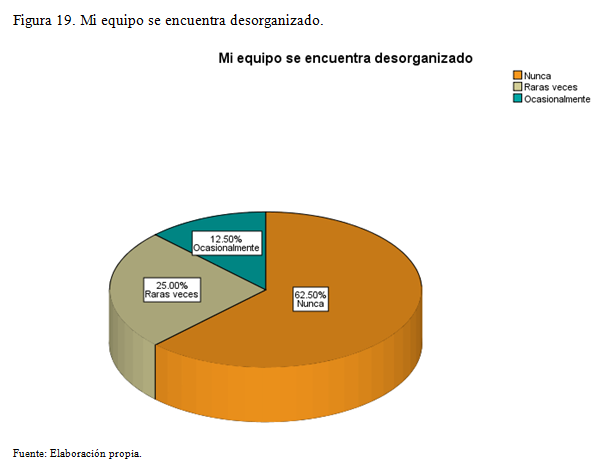 Figura 19. Mi equipo se encuentra desorganizado.
Mi equipo se encuentra desorganizado
Nunca
Raras veces
Ocasionalmente
12.50%
Ocasionalmente
25.00%
Raras veces
62.50%
Nunca
Fuente: Elaboración propia.